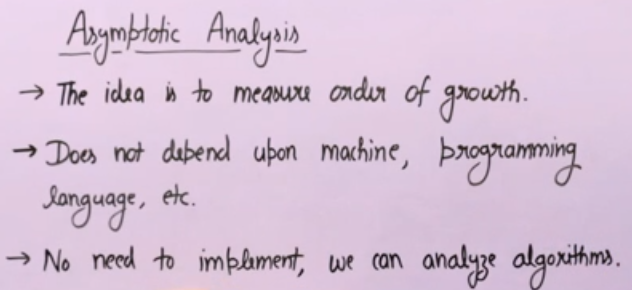 Asymptotic Analysis
→ The idea is to measure order of growth.
→ Does not depend upon machine, programming
language, etc.
→ No need to implement, we can analyze algorithms.